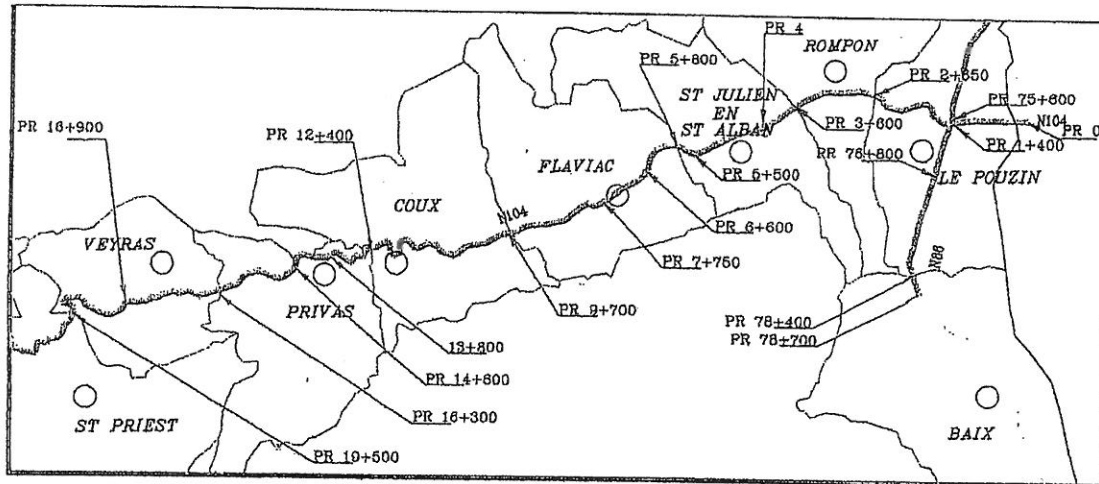 PR 4
ROMPON
PR 5+800
PR 2+650
ST JULIEN
EN
ST ALBAN
PR 75+600
N104
PR 0
PR 16+900
PR 12+400
PR 3+600
PR 1+400
PR 76+800
LE POUZIN
FLAVIAC
PR 5+500
COUX
N104
PR 6+600
VEYRAS
PR 7+750
N86
PRIVAS
PR 9+700
PR 78+400
PR 78+700
13+800
PR 14+600
PR 16+300
ST PRIEST
BAIX
PR 19+500